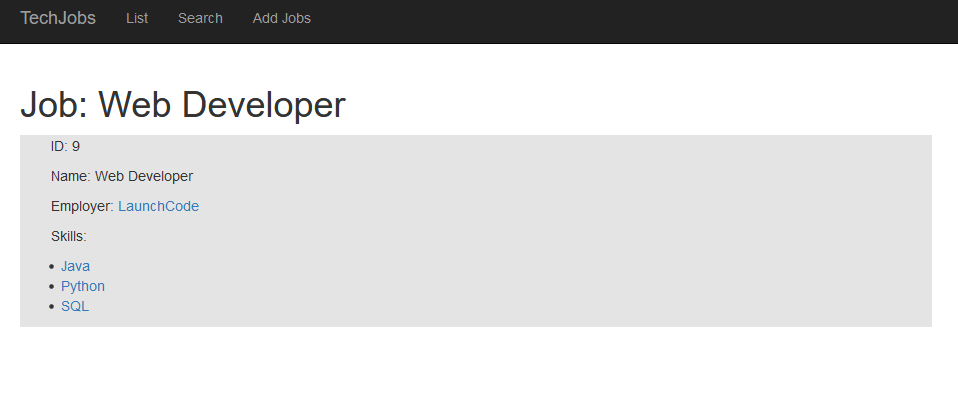 TechJobs List Search Add Jobs
Job: Web Developer
ID: 9
Name: Web Developer
Employer: LaunchCode
Skills:
• Java
• Python
• SQL